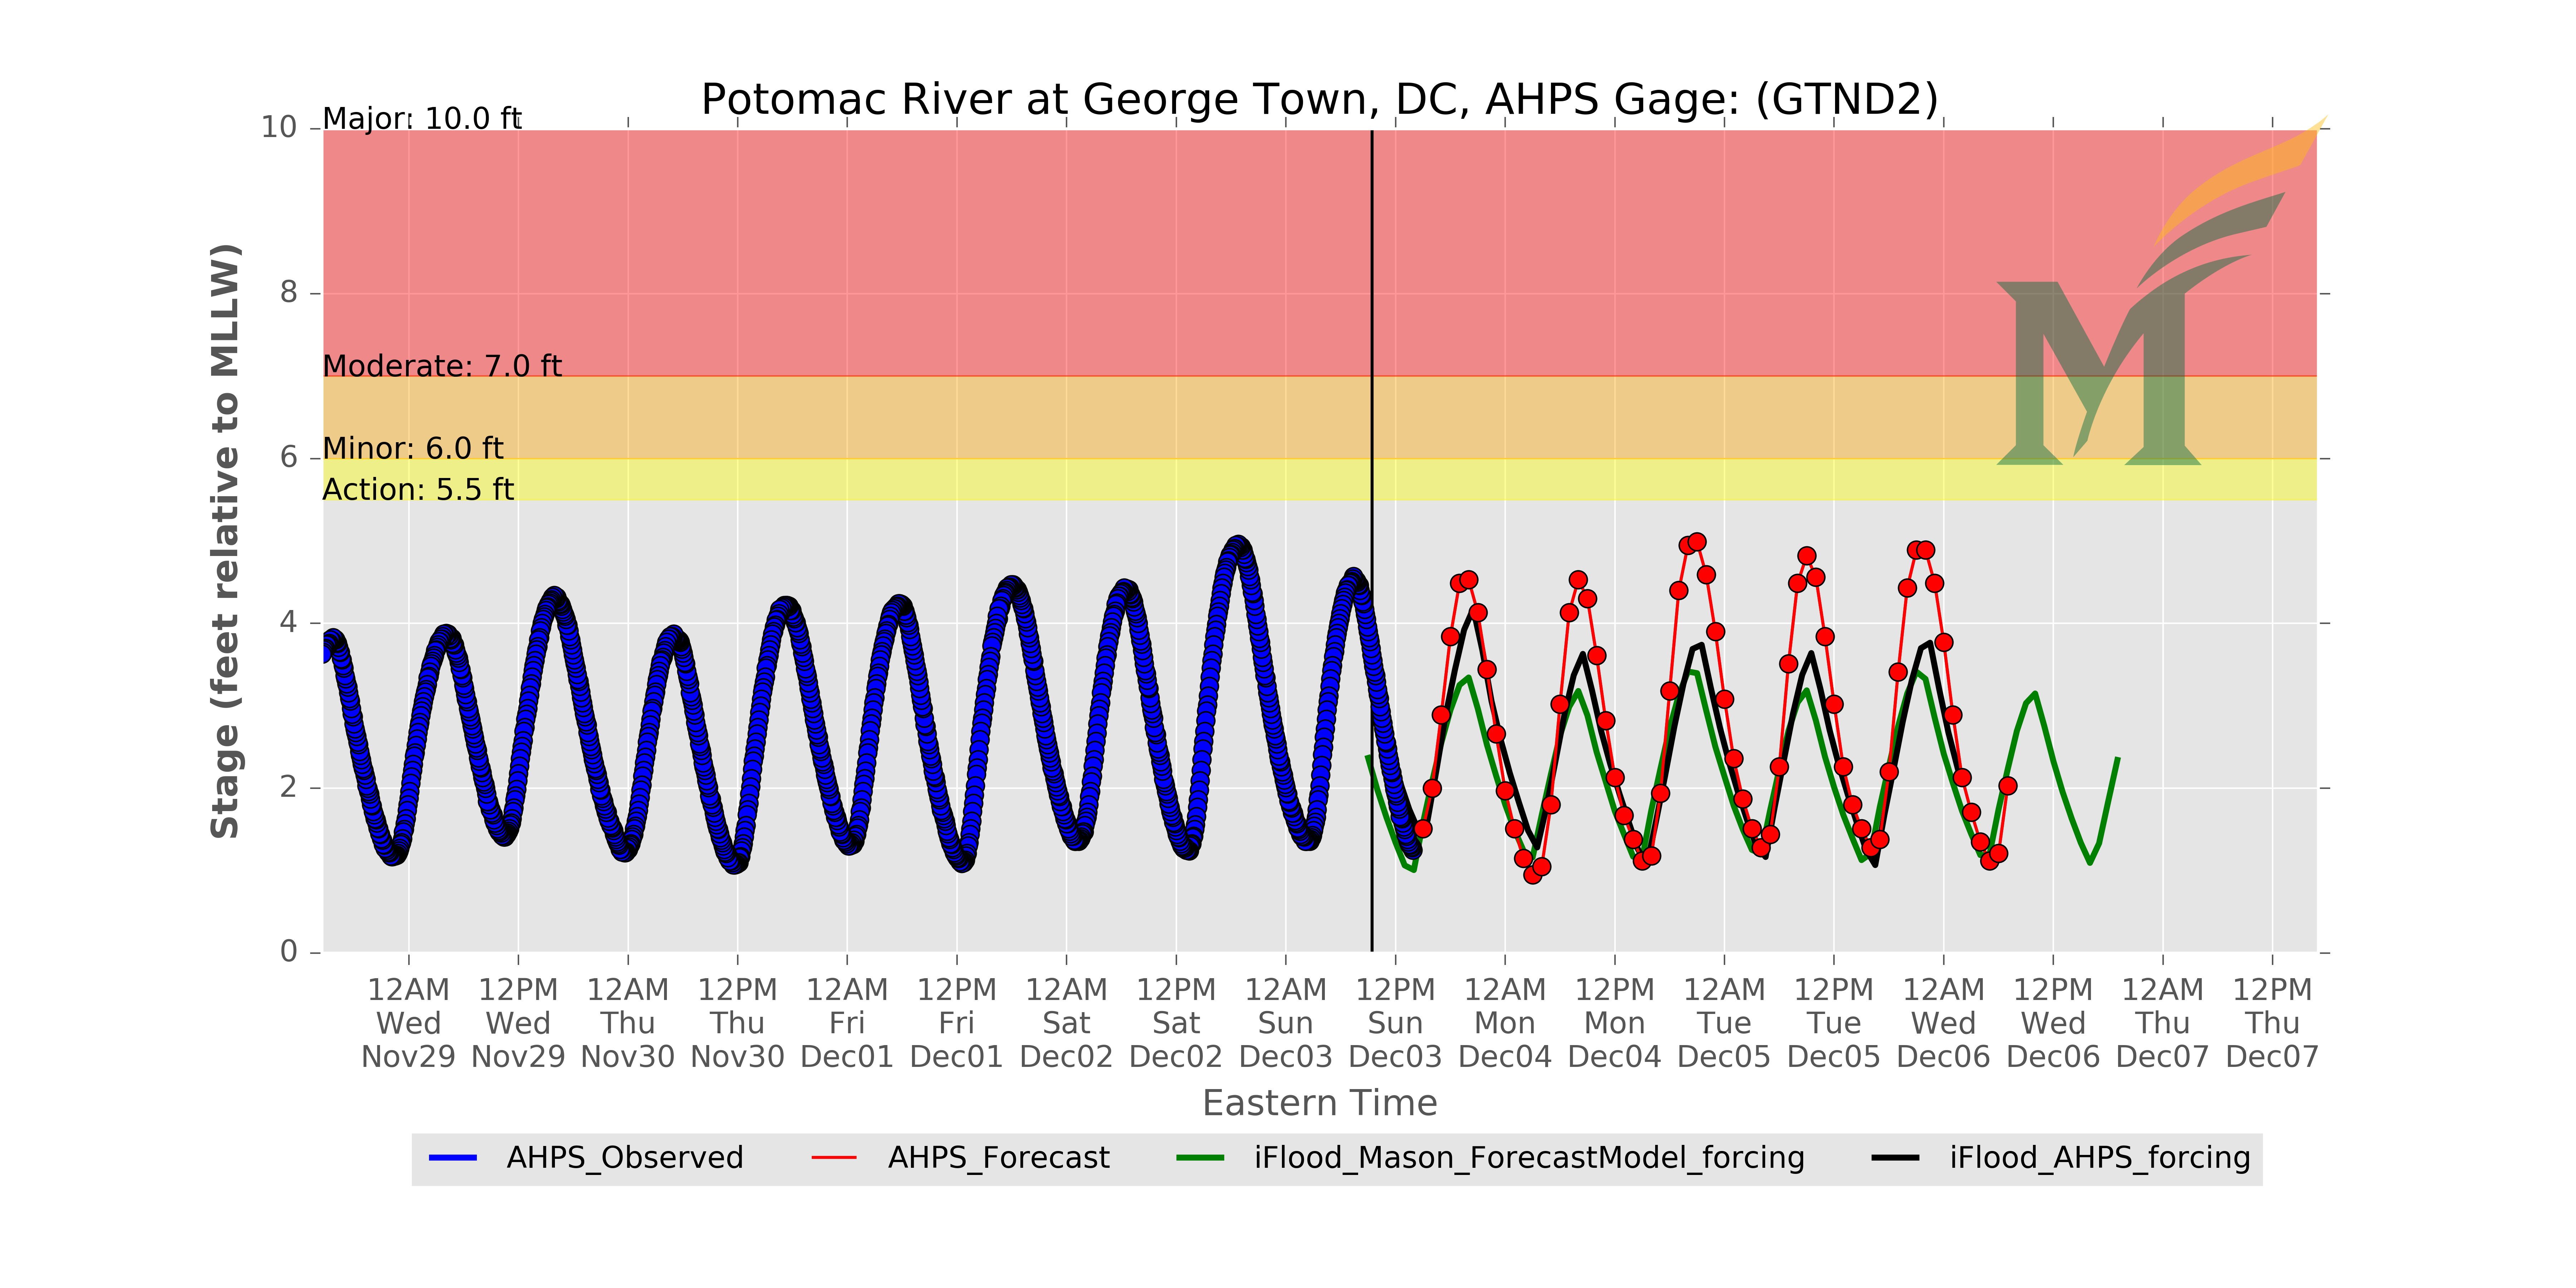 Potomac River at George Town, DC, AHPS Gage: (GTND2)
Major: 10.0 ft
Moderate: 7.0 ft
Minor: 6.0 ft
Action: 5.5 ft
10
8
6
4
2
0
Stage (feet relative to MLLW)
12AM 12PM 12AM 12PM 12AM 12PM 12AM 12PM 12AM 12PM 12AM 12PM 12AM 12PM 12AM 12PM 12AM 12PM
Wed Wed Thu Thu Fri Fri Sat Sat Sun Sun Mon Mon Tue Tue Wed Wed Thu Thu
Nov29 Nov29 Nov30 Nov30 Dec01 Dec01 Dec02 Dec02 Dec03 Dec03 Dec04 Dec04 Dec05 Dec05 Dec06 Dec06 Dec07 Dec07
Eastern Time
AHPS_Observed AHPS_Forecast iFlood_Mason_ForecastModel_forcing iFlood_AHPS_forcing
M